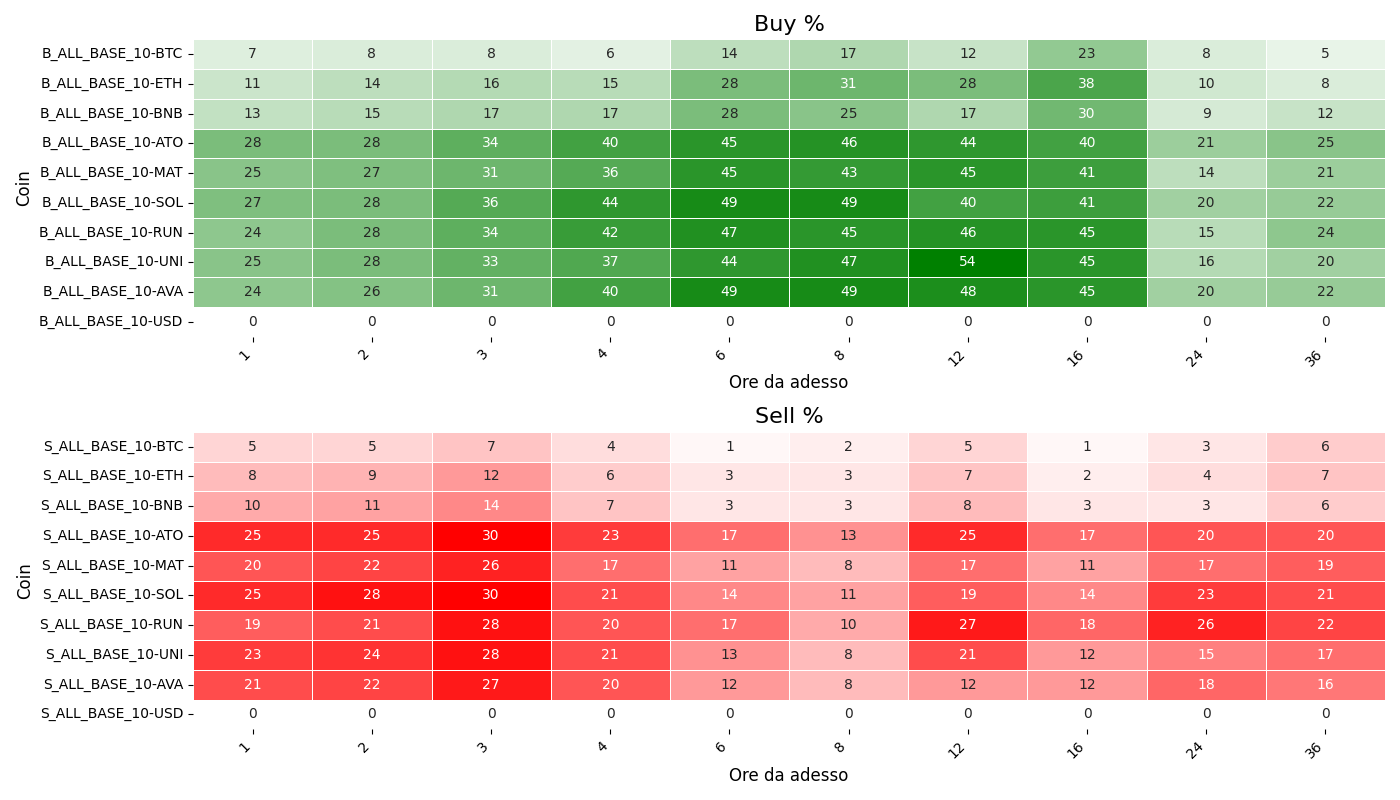 Buy %
Coin
B_ALL_BASE_10-BTC 7 8 8 6 14 17 12 23 8 5
B_ALL_BASE_10-ETH 11 14 16 15 28 31 28 38 10 8
B_ALL_BASE_10-BNB 13 15 17 17 28 25 17 30 9 12
B_ALL_BASE_10-ATO 28 28 34 40 45 46 44 40 21 25
B_ALL_BASE_10-MAT 25 27 31 36 45 43 45 41 14 21
B_ALL_BASE_10-SOL 27 28 36 44 49 49 40 41 20 22
B_ALL_BASE_10-RUN 24 28 34 42 47 45 46 45 15 24
B_ALL_BASE_10-UNI 25 28 33 37 44 47 54 45 16 20
B_ALL_BASE_10-AVA 24 26 31 40 49 49 48 45 20 22
B_ALL_BASE_10-USD 0 0 0 0 0 0 0 0 0 0
1 2 3 4 6 8 12 16 24 36
Ore da adesso
Sell %
Coin
S_ALL_BASE_10-BTC 5 5 7 4 1 2 5 1 3 6
S_ALL_BASE_10-ETH 8 9 12 6 3 3 7 2 4 7
S_ALL_BASE_10-BNB 10 11 14 7 3 3 8 3 3 6
S_ALL_BASE_10-ATO 25 25 30 23 17 13 25 17 20 20
S_ALL_BASE_10-MAT 20 22 26 17 11 8 17 11 17 19
S_ALL_BASE_10-SOL 25 28 30 21 14 11 19 14 23 21
S_ALL_BASE_10-RUN 19 21 28 20 17 10 27 18 26 22
S_ALL_BASE_10-UNI 23 24 28 21 13 8 21 12 15 17
S_ALL_BASE_10-AVA 21 22 27 20 12 8 12 12 18 16
S_ALL_BASE_10-USD 0 0 0 0 0 0 0 0 0 0
1 2 3 4 6 8 12 16 24 36
Ore da adesso